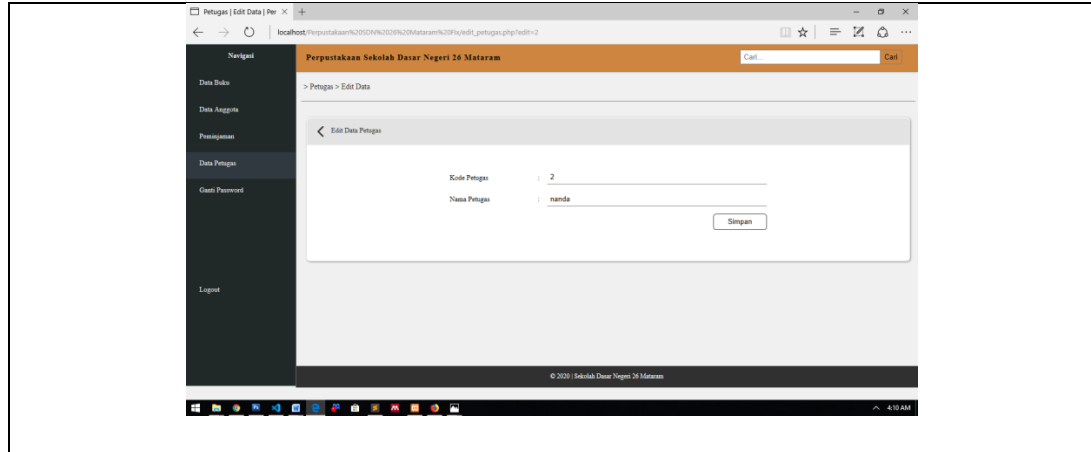 Petugas | Edit Data | Per
localhost/Perpustakaan%20SDN%2026%20Mataram%20Fix/edit_petugas.php?edit=2
Navigasi
Perpustakaan Sekolah Dasar Negeri 26 Mataram
Cari...
Cari
Data Buku
> Petugas > Edit Data
Data Anggota
Peminjaman
Edit Data Petugas
Data Petugas
Kode Petugas : 2
Ganti Password
Nama Petugas : nanda
Simpan
Logout
© 2020 | Sekolah Dasar Negeri 26 Mataram
4:10 AM